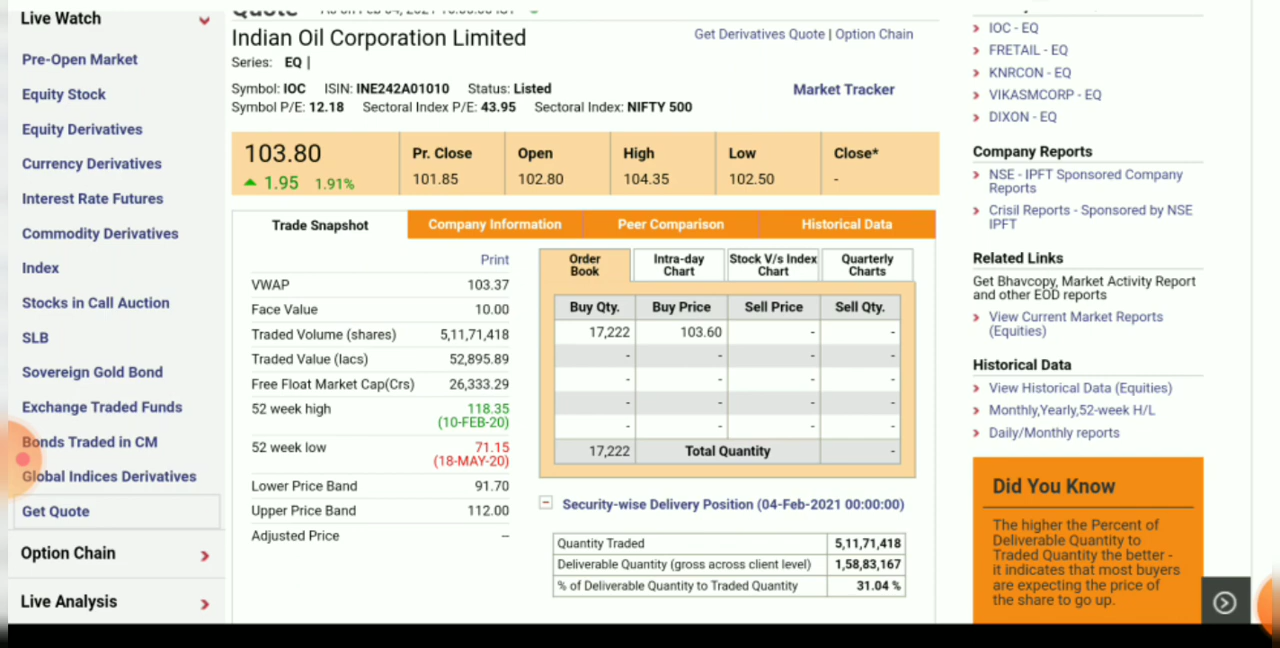 Live Watch
Pre-Open Market
Equity Stock
Equity Derivatives
Currency Derivatives
Interest Rate Futures
Commodity Derivatives
Index
Stocks in Call Auction
SLB
Sovereign Gold Bond
Exchange Traded Funds
Bonds Traded in CM
Global Indices Derivatives
Get Quote
Option Chain
Live Analysis
Quote
Indian Oil Corporation Limited
Get Derivatives Quote | Option Chain
Series: EQ |
Symbol: IOC ISIN: INE242A01010 Status: Listed
Market Tracker
Symbol P/E: 12.18 Sectoral Index P/E: 43.95 Sectoral Index: NIFTY 500
103.80 Pr. Close Open High Low Close*
1.95 1.91% 101.85 102.80 104.35 102.50 -
Trade Snapshot Company Information Peer Comparison Historical Data
Print
VWAP 103.37
Face Value 10.00
Traded Volume (shares) 5,11,71,418
Traded Value (lacs) 52,895.89
Free Float Market Cap(Crs) 26,333.29
52 week high 118.35
(10-FEB-20)
52 week low 71.15
(18-MAY-20)
Lower Price Band 91.70
Upper Price Band 112.00
Adjusted Price --
Order Book
Intra-day Chart
Stock V/s Index Chart
Quarterly Charts
Buy Qty. Buy Price Sell Price Sell Qty.
17,222 103.60 - -
- - - -
- - - -
- - - -
- - - -
17,222 Total Quantity -
Security-wise Delivery Position (04-Feb-2021 00:00:00)
Quantity Traded 5,11,71,418
Deliverable Quantity (gross across client level) 1,58,83,167
% of Deliverable Quantity to Traded Quantity 31.04 %
IOC - EQ
FRETAIL - EQ
KNRCON - EQ
VIKASMCORP - EQ
DIXON - EQ
Company Reports
NSE - IPFT Sponsored Company
Reports
Crisil Reports - Sponsored by NSE
IPFT
Related Links
Get Bhavcopy, Market Activity Report
and other EOD reports
View Current Market Reports
(Equities)
Historical Data
View Historical Data (Equities)
Monthly,Yearly,52-week H/L
Daily/Monthly reports
Did You Know
The higher the Percent of
Deliverable Quantity to
Traded Quantity the better -
it indicates that most buyers
are expecting the price of
the share to go up.